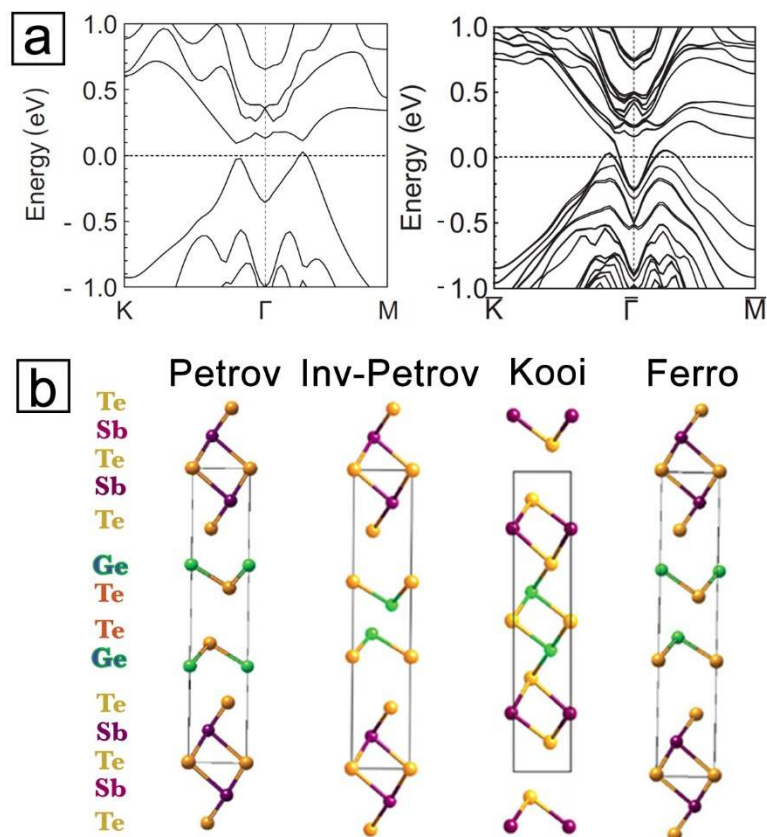 a
Energy (eV)
1.0
0.5
0.0
- 0.5
- 1.0
K Γ M
Energy (eV)
1.0
0.5
0.0
- 0.5
- 1.0
K̅ Γ̅ M̅
b
Petrov Inv-Petrov Kooi Ferro
Te
Sb
Te
Sb
Te
Ge
Te
Te
Ge
Te
Sb
Te
Sb
Te